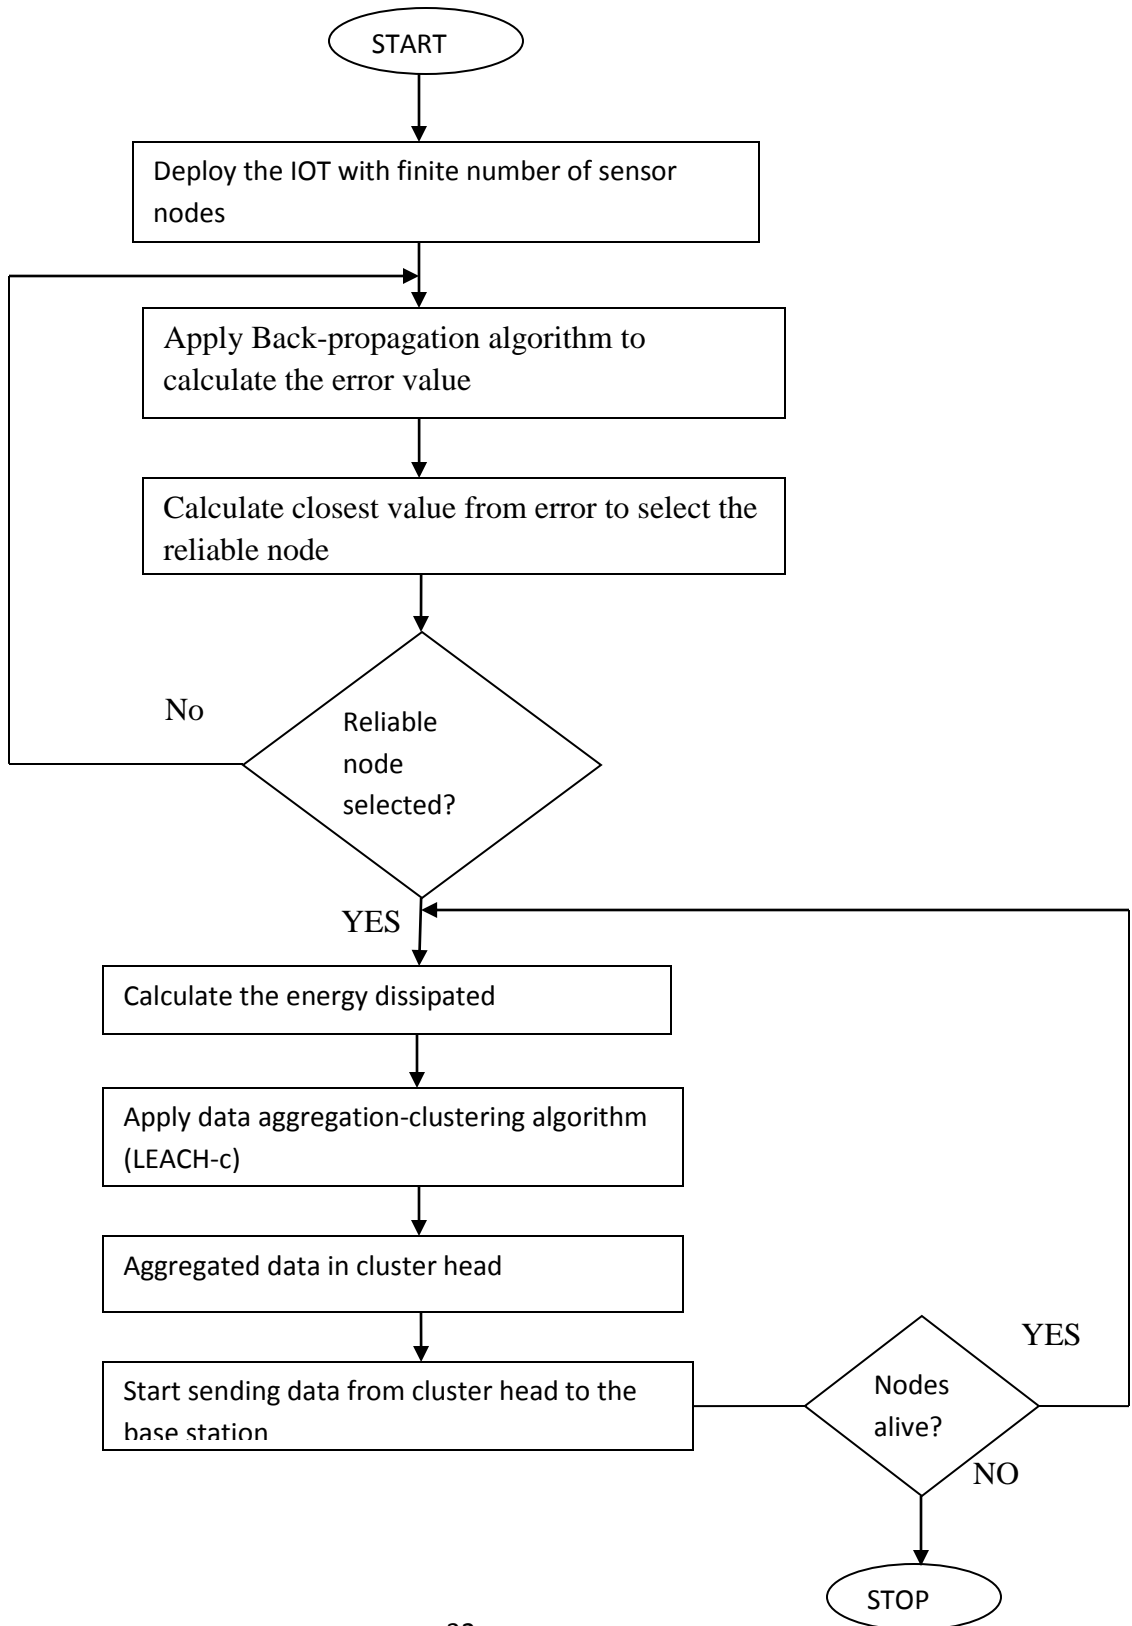 START
Deploy the IOT with finite number of sensor
nodes
Apply Back-propagation algorithm to
calculate the error value
Calculate closest value from error to select the
reliable node
No
Reliable
node
selected?
YES
Calculate the energy dissipated
Apply data aggregation-clustering algorithm
(LEACH-c)
Aggregated data in cluster head
Start sending data from cluster head to the
base station
Nodes
alive?
YES
NO
STOP